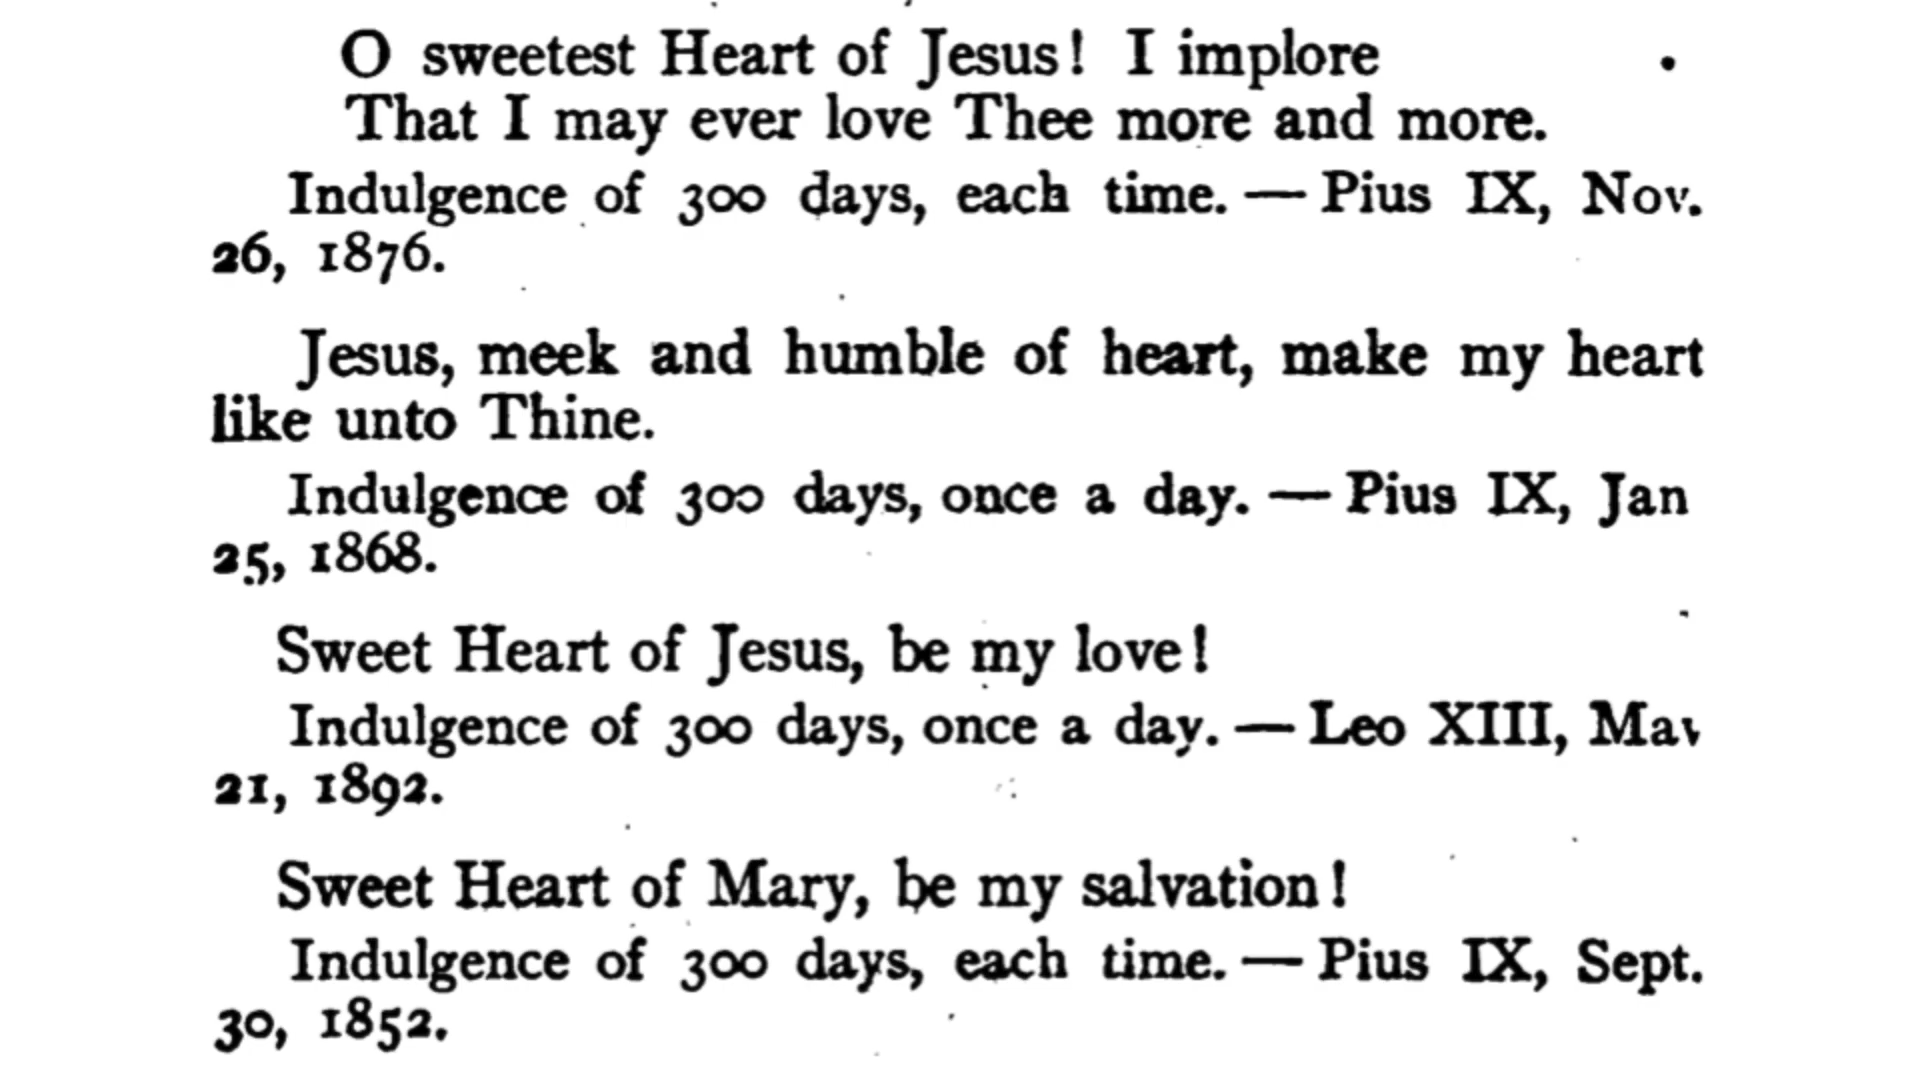 O sweetest Heart of Jesus! I implore
That I may ever love Thee more and more.
Indulgence of 300 days, each time. — Pius IX, Nov.
26, 1876.
Jesus, meek and humble of heart, make my heart
like unto Thine.
Indulgence of 300 days, once a day. — Pius IX, Jan
25, 1868.
Sweet Heart of Jesus, be my love!
Indulgence of 300 days, once a day. — Leo XIII, May
21, 1892.
Sweet Heart of Mary, be my salvation!
Indulgence of 300 days, each time. — Pius IX, Sept.
30, 1852.